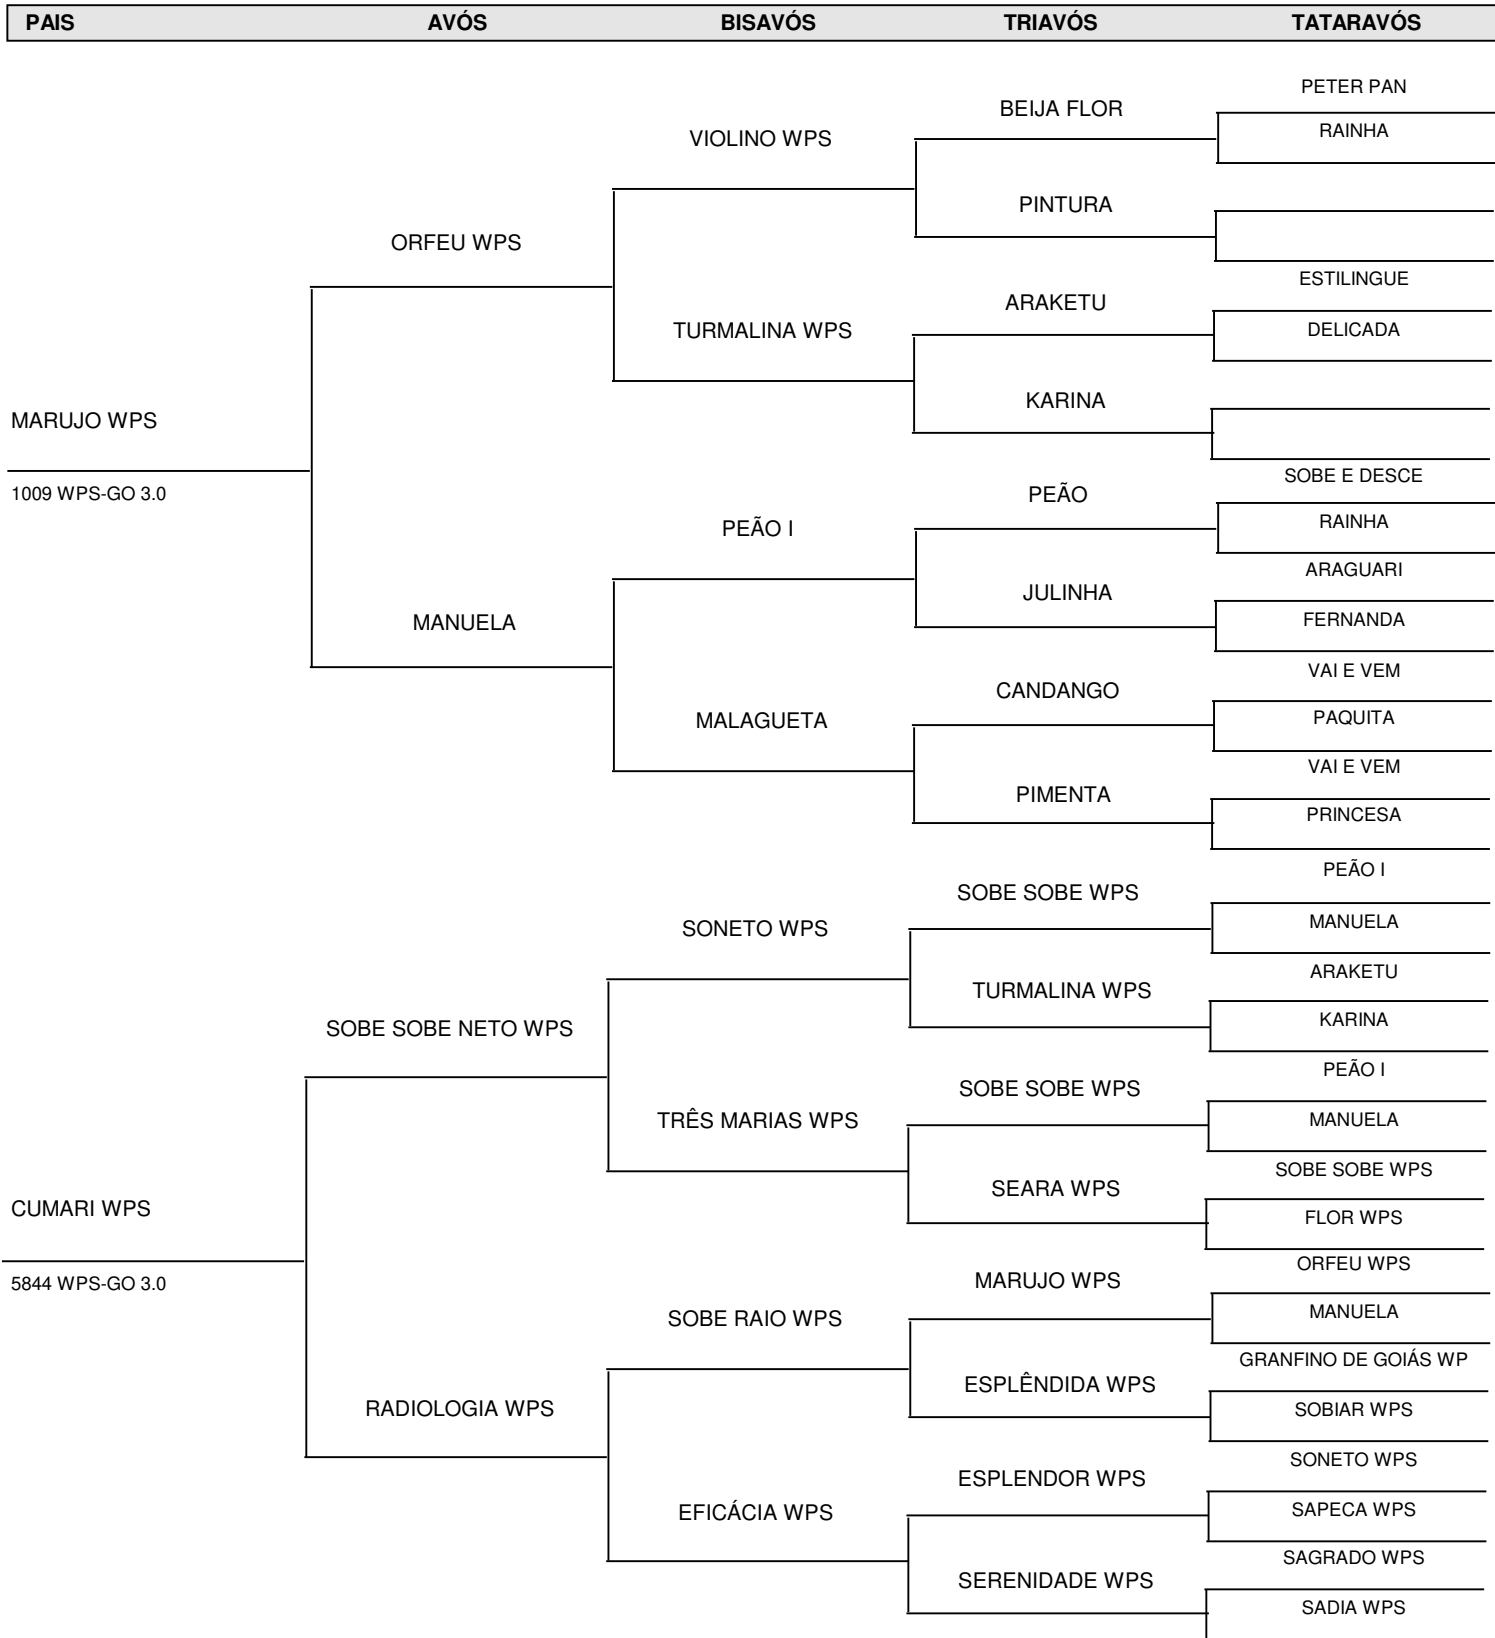 PAIS AVÓS BISAVÓS TRIAVÓS TATARAVÓS
PETER PAN
BEIJA FLOR
RAINHA
VIOLINO WPS
PINTURA
ORFEU WPS
ESTILINGUE
ARAKETU
TURMALINA WPS
DELICADA
KARINA
MARUJO WPS
SOBE E DESCE
1009 WPS-GO 3.0
PEÃO
RAINHA
PEÃO I
ARAGUARI
JULINHA
MANUELA
FERNANDA
VAI E VEM
CANDANGO
MALAGUETA
PAQUITA
VAI E VEM
PIMENTA
PRINCESA
PEÃO I
SOBE SOBE WPS
SONETO WPS
MANUELA
ARAKETU
TURMALINA WPS
SOBE SOBE NETO WPS
KARINA
PEÃO I
SOBE SOBE WPS
TRÊS MARIAS WPS
MANUELA
SOBE SOBE WPS
SEARA WPS
CUMARI WPS
FLOR WPS
ORFEU WPS
5844 WPS-GO 3.0
MARUJO WPS
SOBE RAIO WPS
MANUELA
GRANFINO DE GOIÁS WP
ESPLÊNDIDA WPS
RADIOLOGIA WPS
SOBIAR WPS
SONETO WPS
ESPLENDOR WPS
EFICÁCIA WPS
SAPECA WPS
SAGRADO WPS
SERENIDADE WPS
SADIA WPS